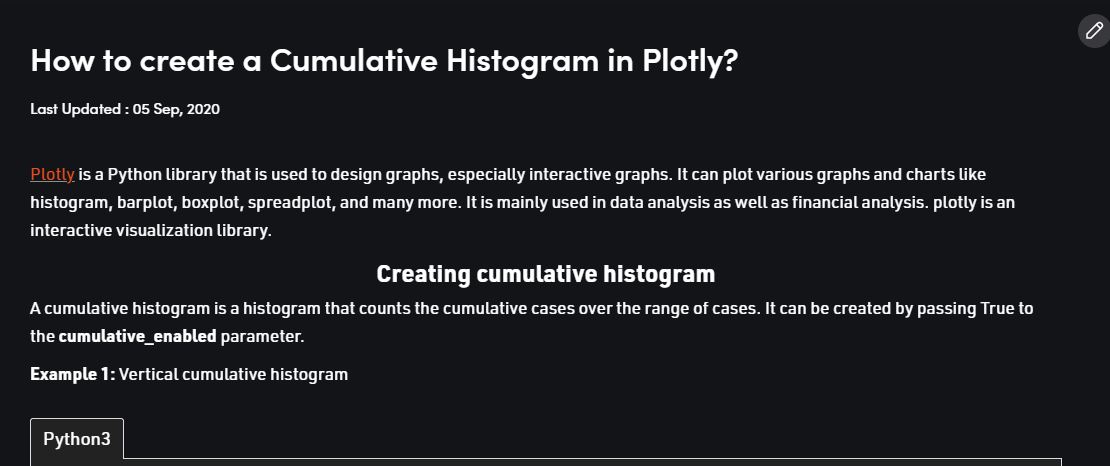 How to create a Cumulative Histogram in Plotly?
Last Updated : 05 Sep, 2020
Plotly is a Python library that is used to design graphs, especially interactive graphs. It can plot various graphs and charts like
histogram, barplot, boxplot, spreadplot, and many more. It is mainly used in data analysis as well as financial analysis. plotly is an
interactive visualization library.
Creating cumulative histogram
A cumulative histogram is a histogram that counts the cumulative cases over the range of cases. It can be created by passing True to
the cumulative_enabled parameter.
Example 1: Vertical cumulative histogram
Python3